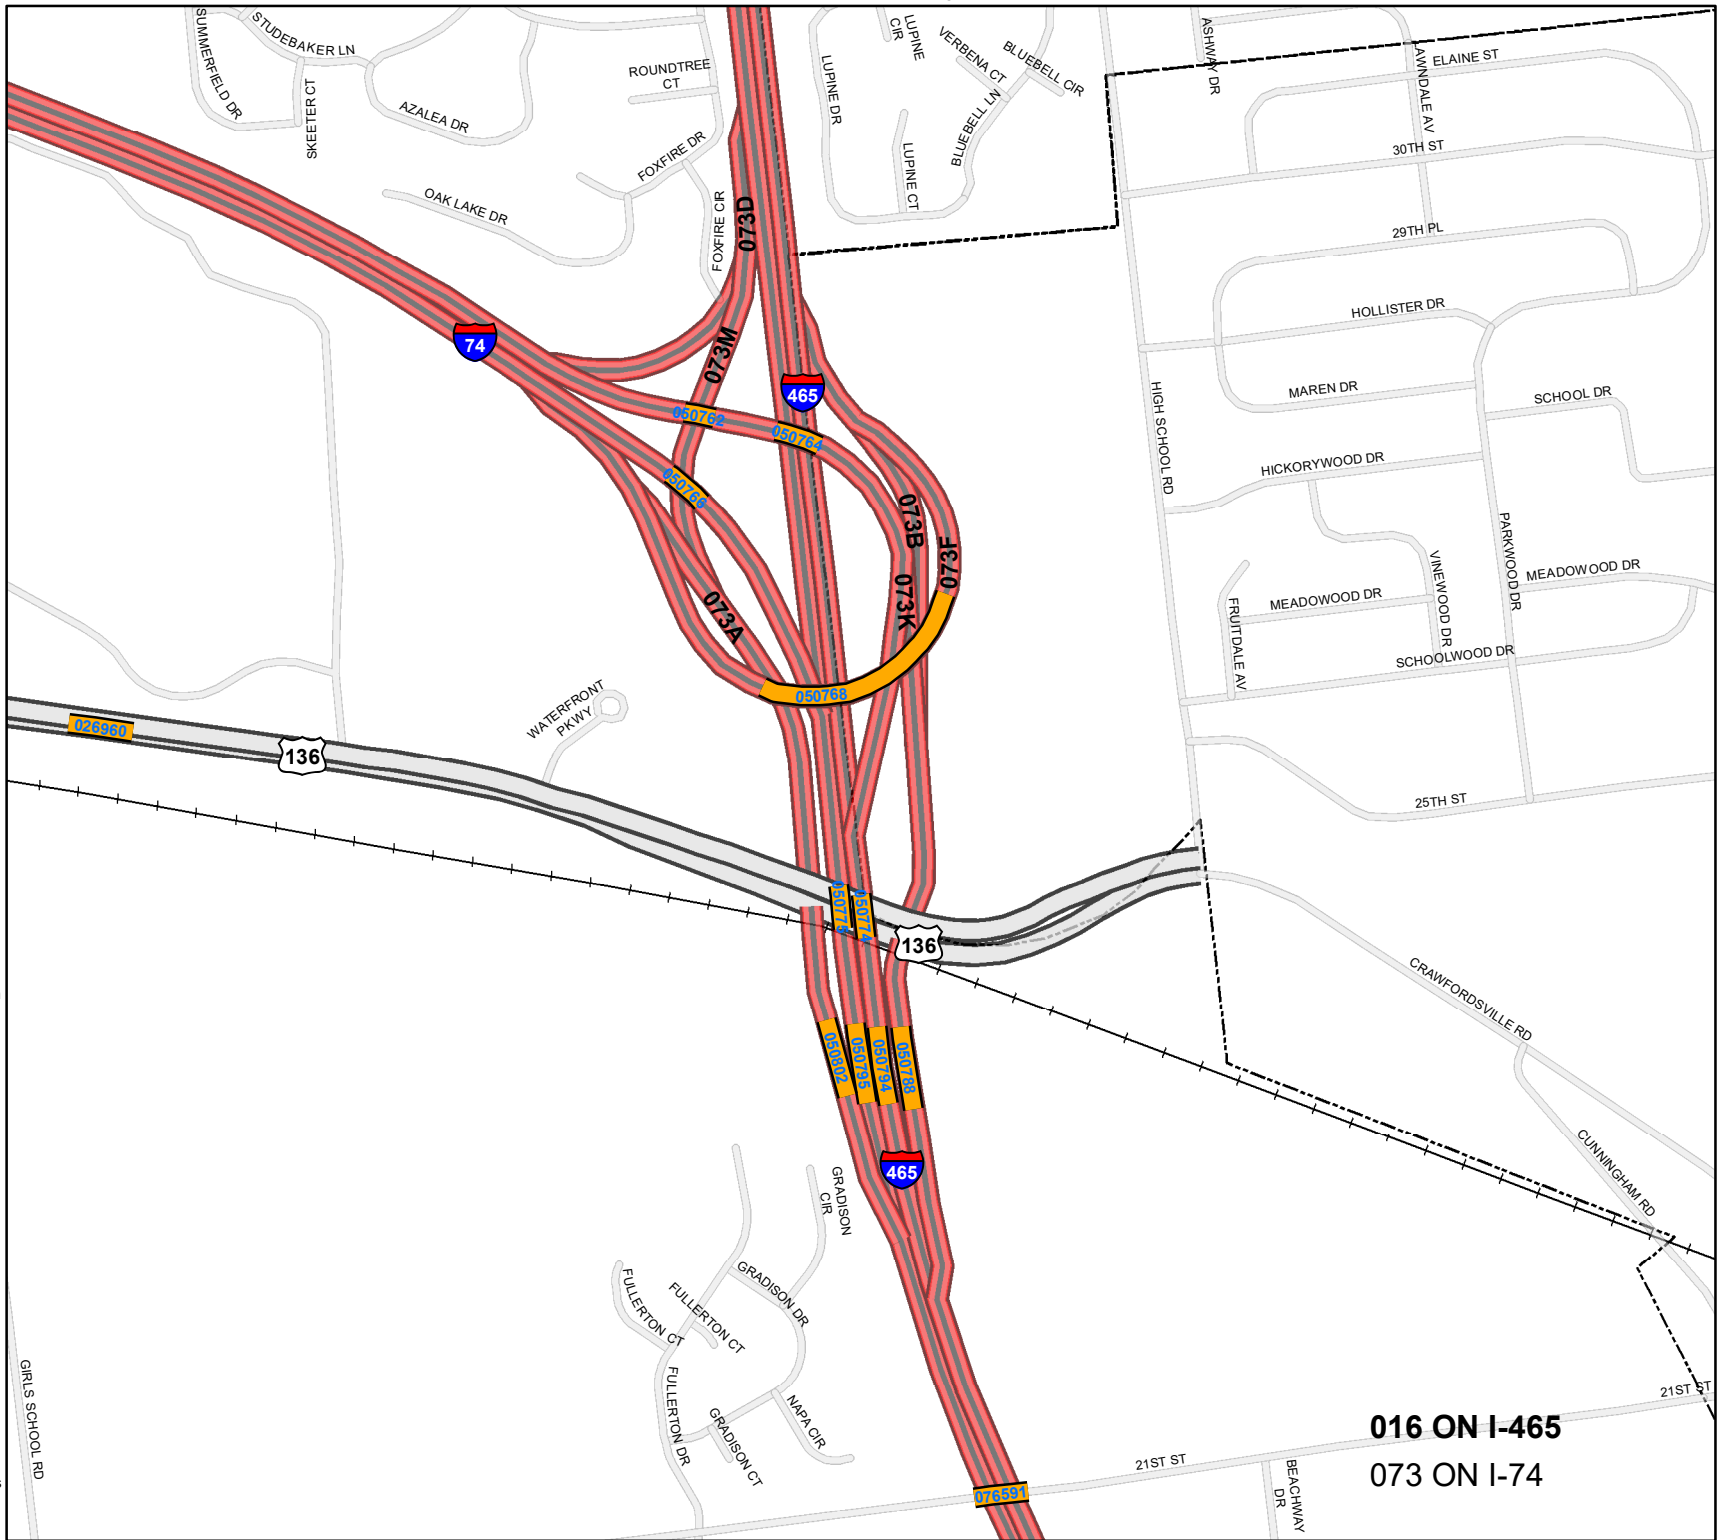 SUMMERFIELD DR
STUDEBAKER LN
SKEETER CT
AZALEA DR
ROUNDTREE
CT
FOXFIRE DR
OAK LAKE DR
FOXFIRE CIR
LUPINE
CIR
LUPINE DR
VERBENA CT
BLUEBELL CIR
BLUEBELL LN
LUPINE CT
ASHWAY DR
AWNDALE AV
ELAINE ST
30TH ST
29TH PL
HOLLISTER DR
MAREN DR
SCHOOL DR
HIGH SCHOOL RD
HICKORYWOOD DR
PARKWOOD DR
MEADOWOOD DR
VINEWOOD DR
MEADOWOOD DR
FRUITDALE AV
SCHOOLWOOD DR
25TH ST
073D
073M
74
465
050762
050764
050766
073B
073F
073K
073A
050768
WATERFRONT
PKWY
026960
136
050775
050774
136
CRAWFORDSVILLE RD
CUNNINGHAM RD
050802
050795
050794
050788
465
GRADISON
CIR
GRADISON DR
FULLERTON CT
FULLERTON CT
FULLERTON DR
GRADISON CT
NAPA CIR
GIRLS SCHOOL RD
21ST ST
016 ON I-465
073 ON I-74
21ST ST
BEACHWAY
DR
076591